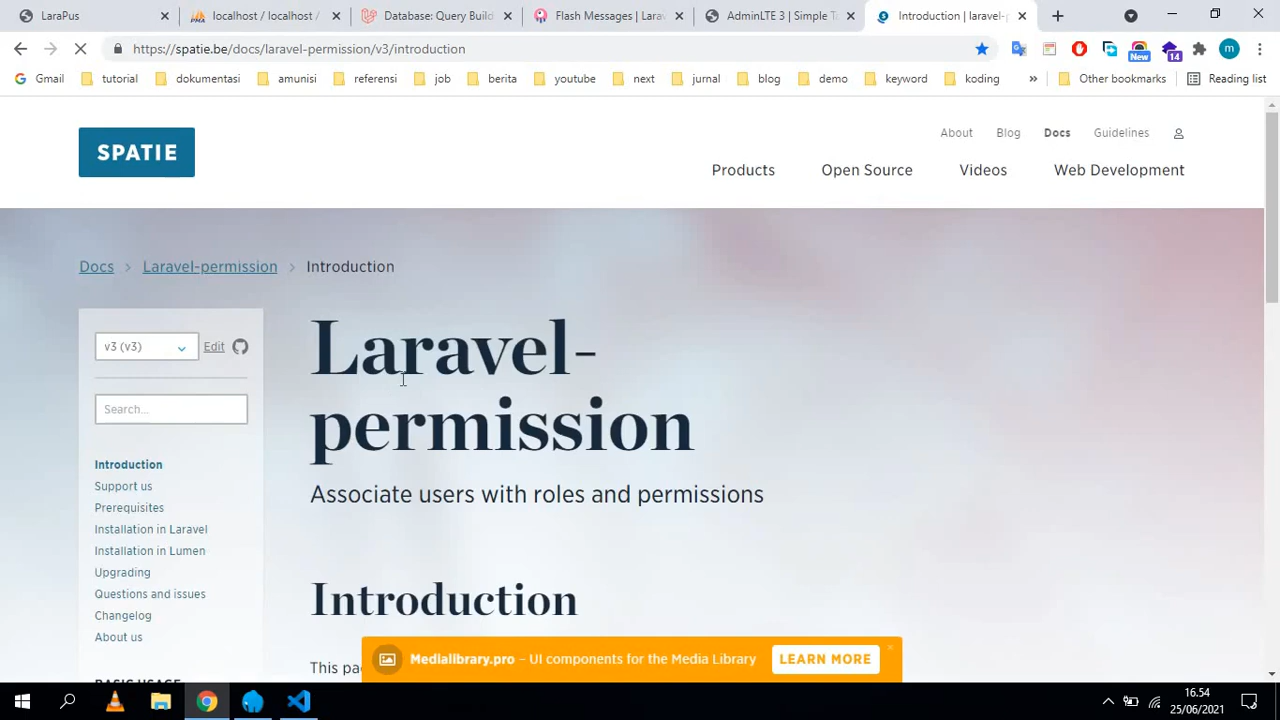 LaraPus
localhost / localhost /
Database: Query Build
Flash Messages | Larav
AdminLTE 3 | Simple T
Introduction | laravel-p
https://spatie.be/docs/laravel-permission/v3/introduction
New
14
m
Gmail
tutorial
dokumentasi
amunisi
referensi
job
berita
youtube
next
jurnal
blog
demo
keyword
koding
Other bookmarks
Reading list
SPATIE
About
Blog
Docs
Guidelines
Products
Open Source
Videos
Web Development
Docs > Laravel-permission > Introduction
v3 (v3)
Edit
Search...
Introduction
Support us
Prerequisites
Installation in Laravel
Installation in Lumen
Upgrading
Questions and issues
Changelog
About us
Laravel-
permission
Associate users with roles and permissions
Introduction
Medialibrary.pro – UI components for the Media Library
LEARN MORE
This pa
16.54
25/06/2021